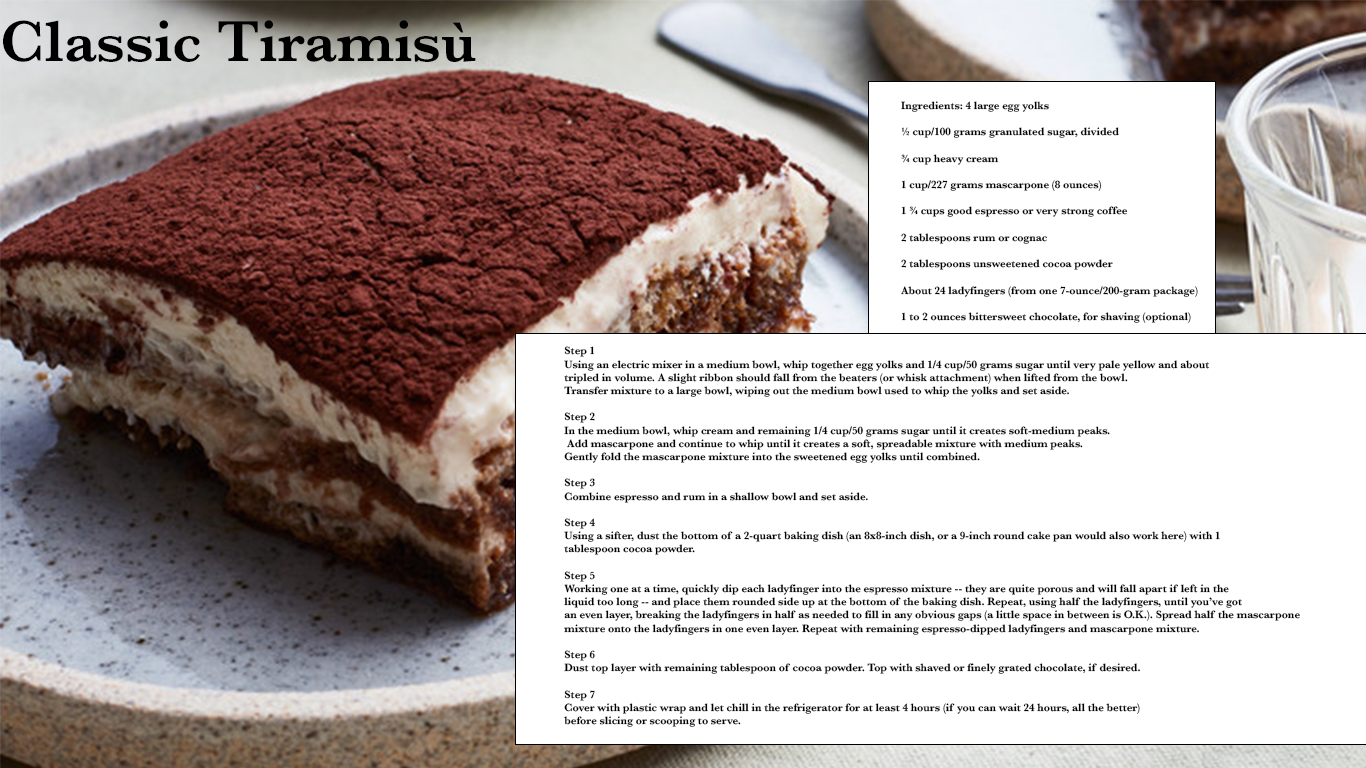 Classic Tiramisù
Ingredients: 4 large egg yolks
½ cup/100 grams granulated sugar, divided
¾ cup heavy cream
1 cup/227 grams mascarpone (8 ounces)
1 ¾ cups good espresso or very strong coffee
2 tablespoons rum or cognac
2 tablespoons unsweetened cocoa powder
About 24 ladyfingers (from one 7-ounce/200-gram package)
1 to 2 ounces bittersweet chocolate, for shaving (optional)
Step 1
Using an electric mixer in a medium bowl, whip together egg yolks and 1/4 cup/50 grams sugar until very pale yellow and about
tripled in volume. A slight ribbon should fall from the beaters (or whisk attachment) when lifted from the bowl.
Transfer mixture to a large bowl, wiping out the medium bowl used to whip the yolks and set aside.
Step 2
In the medium bowl, whip cream and remaining 1/4 cup/50 grams sugar until it creates soft-medium peaks.
Add mascarpone and continue to whip until it creates a soft, spreadable mixture with medium peaks.
Gently fold the mascarpone mixture into the sweetened egg yolks until combined.
Step 3
Combine espresso and rum in a shallow bowl and set aside.
Step 4
Using a sifter, dust the bottom of a 2-quart baking dish (an 8x8-inch dish, or a 9-inch round cake pan would also work here) with 1
tablespoon cocoa powder.
Step 5
Working one at a time, quickly dip each ladyfinger into the espresso mixture -- they are quite porous and will fall apart if left in the
liquid too long -- and place them rounded side up at the bottom of the baking dish. Repeat, using half the ladyfingers, until you've got
an even layer, breaking the ladyfingers in half as needed to fill in any obvious gaps (a little space in between is O.K.). Spread half the mascarpone
mixture onto the ladyfingers in one even layer. Repeat with remaining espresso-dipped ladyfingers and mascarpone mixture.
Step 6
Dust top layer with remaining tablespoon of cocoa powder. Top with shaved or finely grated chocolate, if desired.
Step 7
Cover with plastic wrap and let chill in the refrigerator for at least 4 hours (if you can wait 24 hours, all the better)
before slicing or scooping to serve.